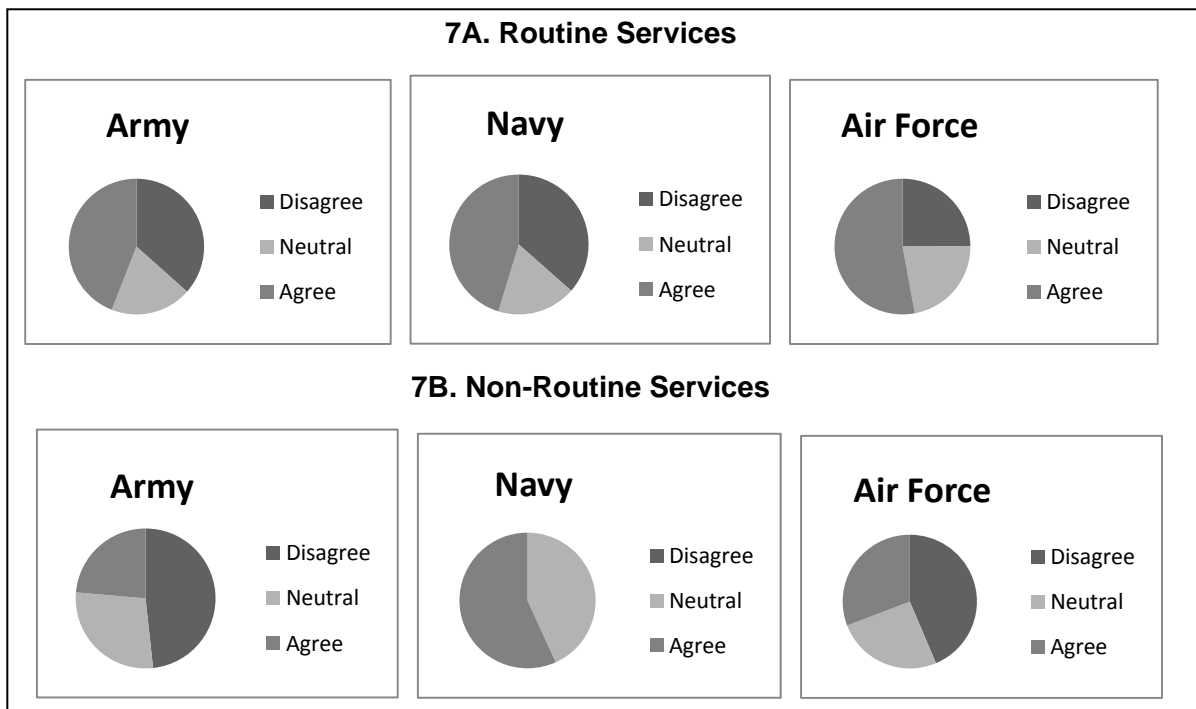 7A. Routine Services
Army
Disagree
Neutral
Agree
Navy
Disagree
Neutral
Agree
Air Force
Disagree
Neutral
Agree
7B. Non-Routine Services
Army
Disagree
Neutral
Agree
Navy
Disagree
Neutral
Agree
Air Force
Disagree
Neutral
Agree